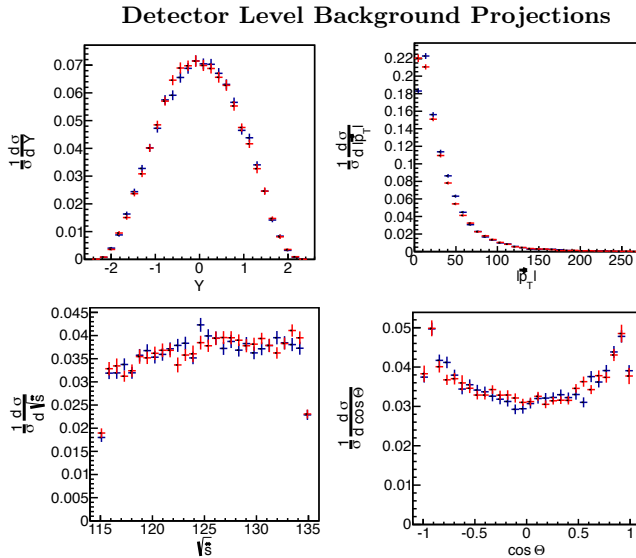 Detector Level Background Projections
1/σ dσ/dY
0.07
0.06
0.05
0.04
0.03
0.02
0.01
0
-2 -1 0 1 2
Y
1/σ dσ/d|p_T|
0.22
0.2
0.18
0.16
0.14
0.12
0.1
0.08
0.06
0.04
0.02
0 50 100 150 200 250
|p_T|
1/σ dσ/d√ŝ
0.045
0.04
0.035
0.03
0.025
0.02
0.015
0.01
0.005
0
115 120 125 130 135
√ŝ
1/σ dσ/d cos Θ
0.05
0.04
0.03
0.02
0.01
0
-1 -0.5 0 0.5 1
cos Θ